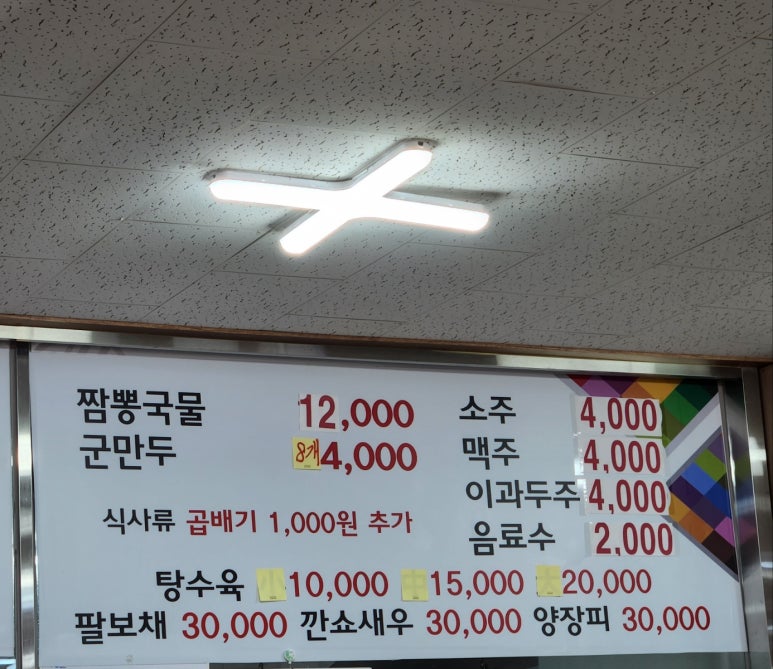 짬뽕국물 12,000
군만두 8개 4,000
식사류 곱배기 1,000원 추가
소주 4,000
맥주 4,000
이과두주 4,000
음료수 2,000
탕수육 小 10,000 中 15,000 大 20,000
팔보채 30,000 깐쇼새우 30,000 양장피 30,000